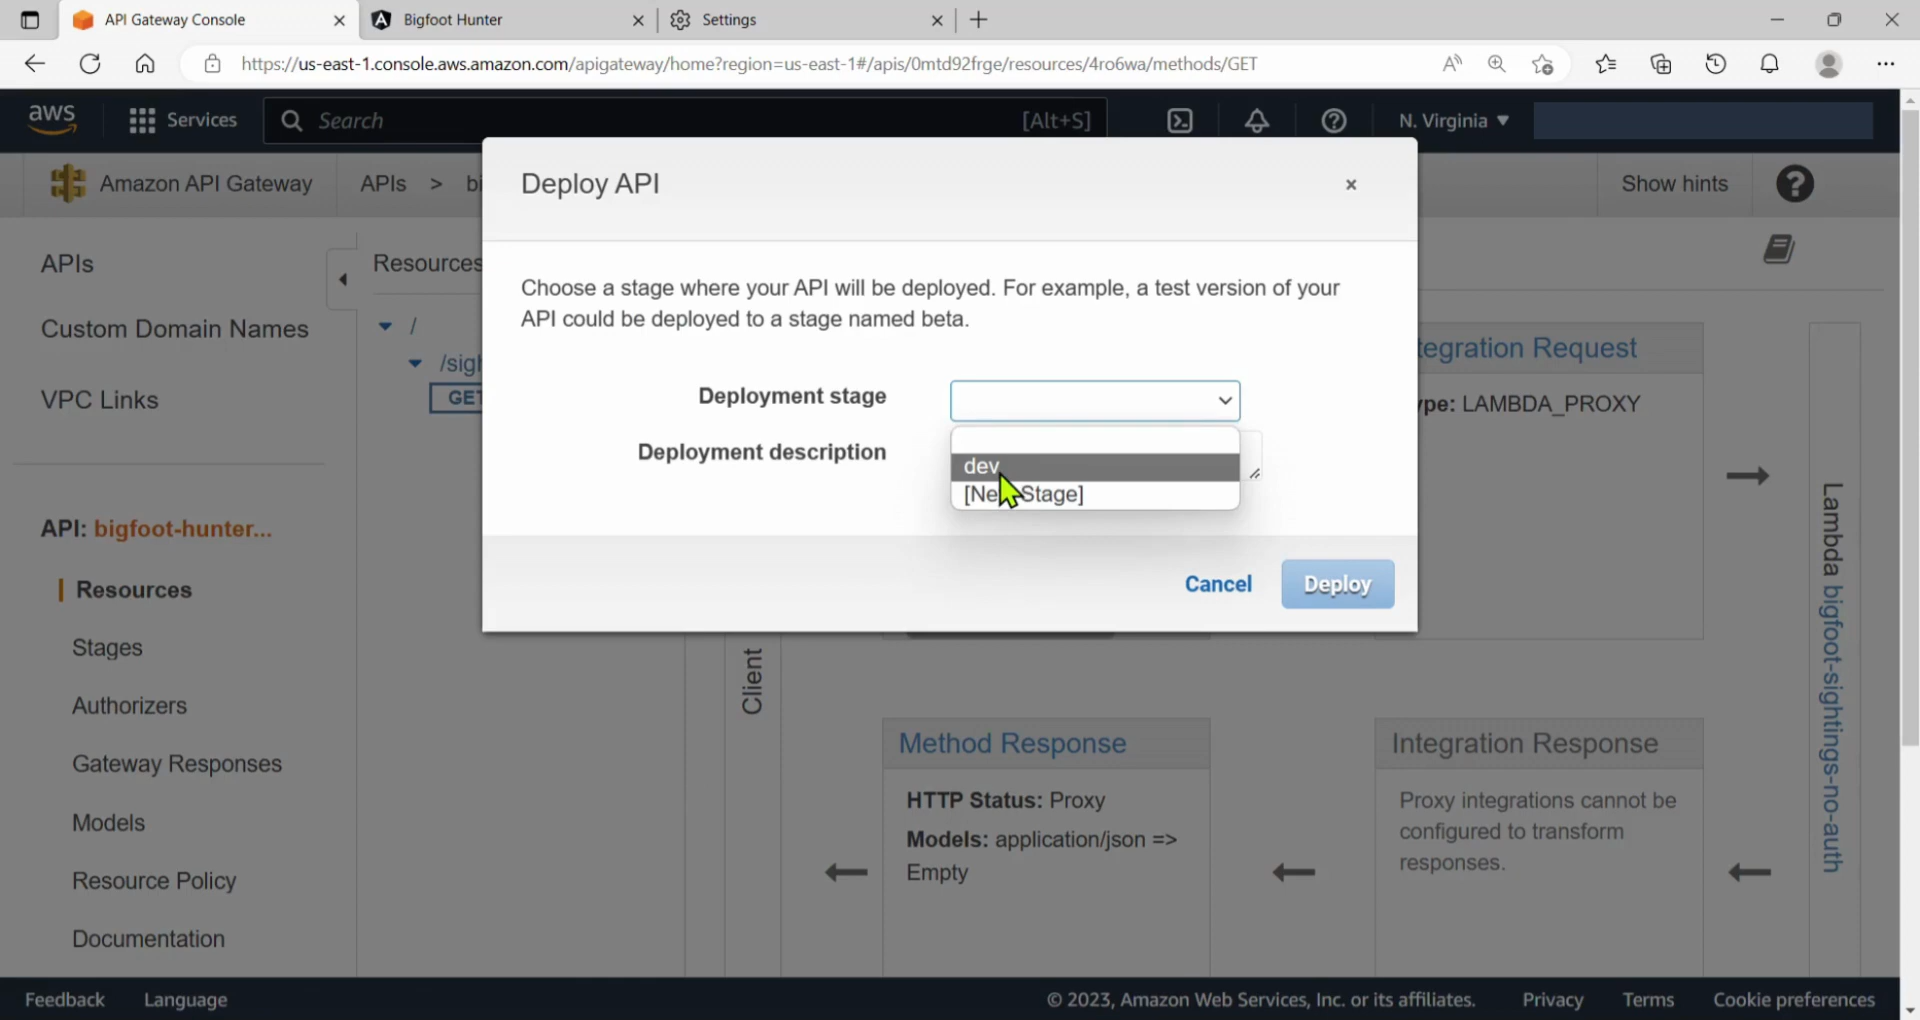 API Gateway Console
Bigfoot Hunter
Settings
https://us-east-1.console.aws.amazon.com/apigateway/home?region=us-east-1#/apis/0mtd92frge/resources/4ro6wa/methods/GET
aws
Services
Search
[Alt+S]
N. Virginia
Amazon API Gateway
APIs > bi
Show hints
Deploy API
Choose a stage where your API will be deployed. For example, a test version of your
API could be deployed to a stage named beta.
Deployment stage
Deployment description
dev
[Ne Stage]
Cancel
Deploy
APIs
Custom Domain Names
VPC Links
API: bigfoot-hunter...
Resources
Stages
Authorizers
Gateway Responses
Models
Resource Policy
Documentation
Resources
/
/sigh
GET
tegration Request
ype: LAMBDA_PROXY
Client
Lambda bigfoot-sightings-no-auth
Method Response
HTTP Status: Proxy
Models: application/json =>
Empty
Integration Response
Proxy integrations cannot be
configured to transform
responses.
Feedback
Language
© 2023, Amazon Web Services, Inc. or its affiliates.
Privacy
Terms
Cookie preferences